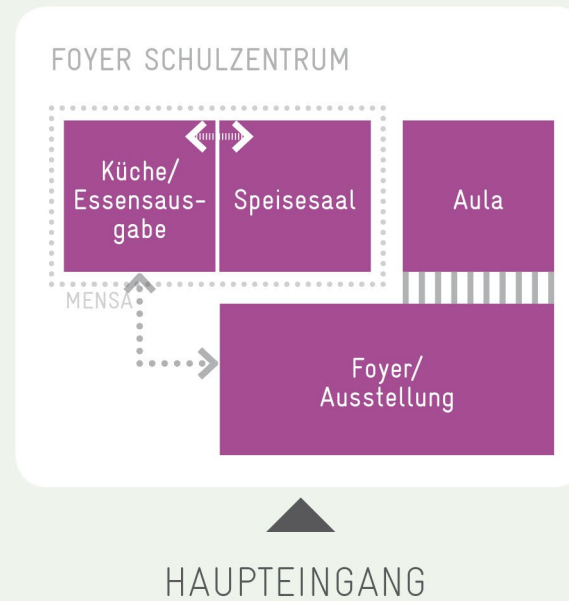 FOYER SCHULZENTRUM
Küche/
Essensaus-
gabe
Speisesaal
Aula
MENSA
Foyer/
Ausstellung
HAUPTEINGANG